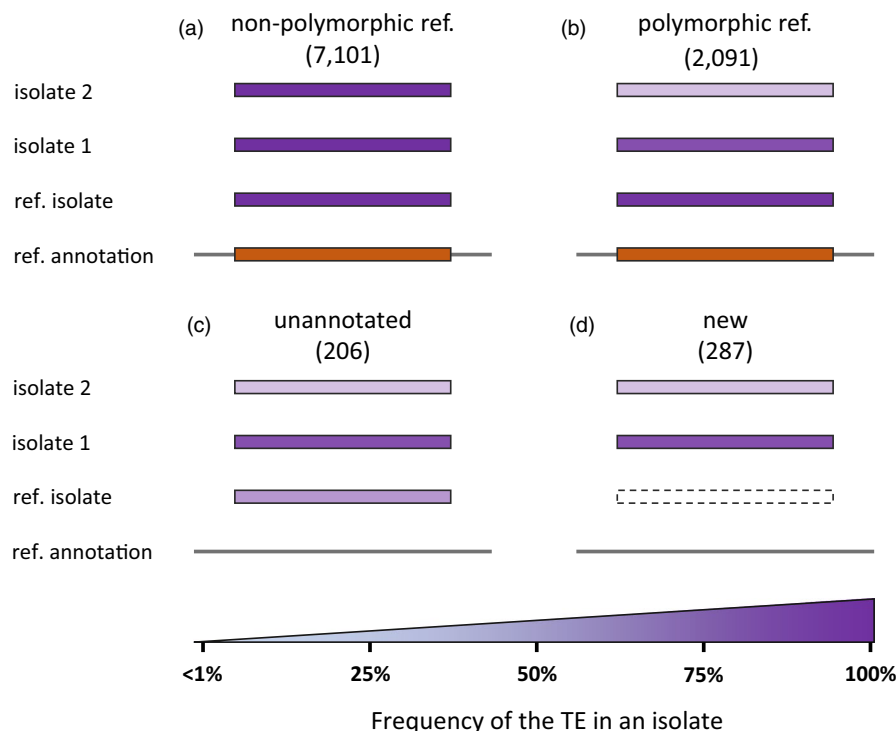 (a) non-polymorphic ref.
(7,101)
(b) polymorphic ref.
(2,091)
isolate 2
isolate 1
ref. isolate
ref. annotation
(c) unannotated
(206)
(d) new
(287)
isolate 2
isolate 1
ref. isolate
ref. annotation
<1% 25% 50% 75% 100%
Frequency of the TE in an isolate